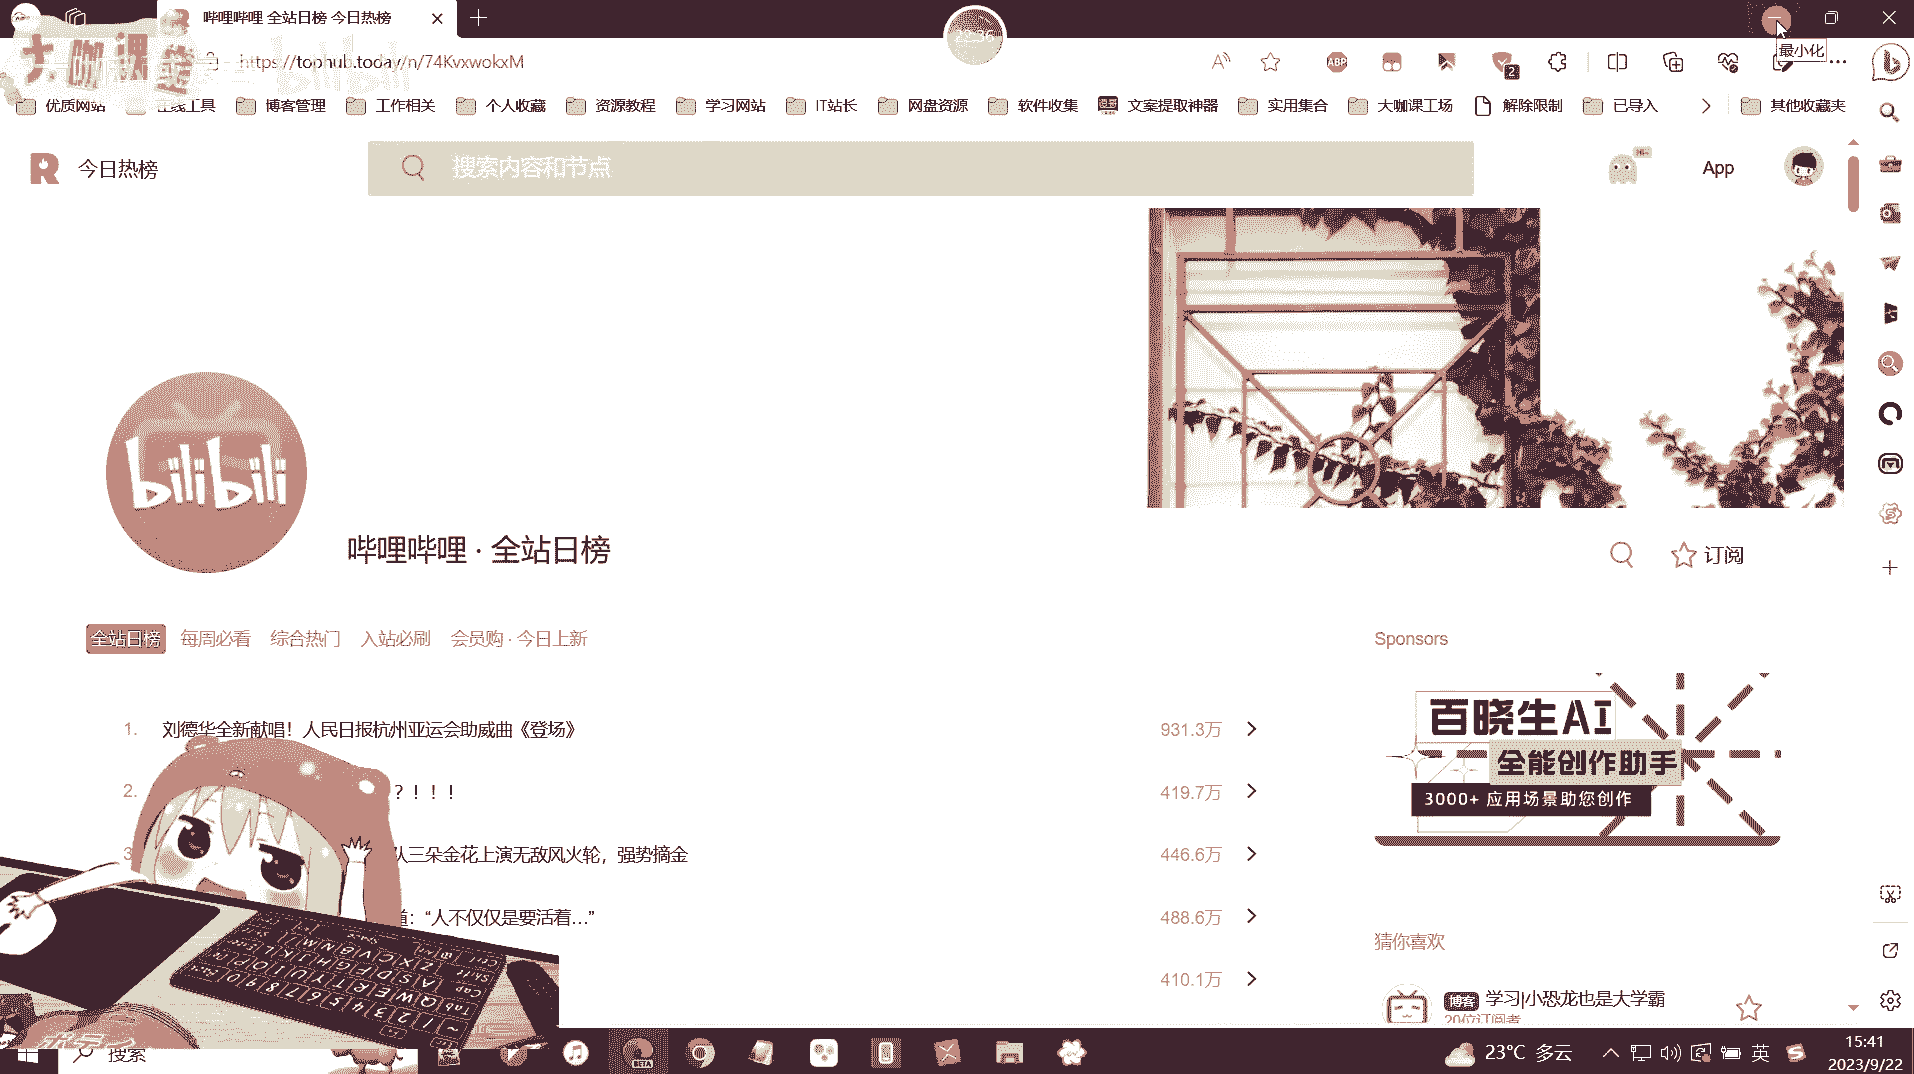 哔哩哔哩 全站日榜 今日热榜
大咖课堂
bilibili
https://tophub.today/n/74KvxwokxM
ABP
2
最小化
优质网站
在线工具
博客管理
工作相关
个人收藏
资源教程
学习网站
IT站长
网盘资源
软件收集
文案提取神器
实用集合
大咖课工场
解除限制
已导入
其他收藏夹
今日热榜
搜索内容和节点
App
bilibili
哔哩哔哩 · 全站日榜
订阅
全站日榜 每周必看 综合热门 入站必刷 会员购 · 今日上新
Sponsors
1. 刘德华全新献唱！人民日报杭州亚运会助威曲《登场》 931.3万
2. ？！！！ 419.7万
3 队三朵金花上演无敌风火轮，强势摘金 446.6万
道：“人不仅仅是要活着...” 488.6万
410.1万
百晓生AI
全能创作助手
3000+ 应用场景助您创作
猜你喜欢
博客 学习|小恐龙也是大学霸
20位订阅者
搜索
BETA
23°C 多云
英
15:41
2023/9/22